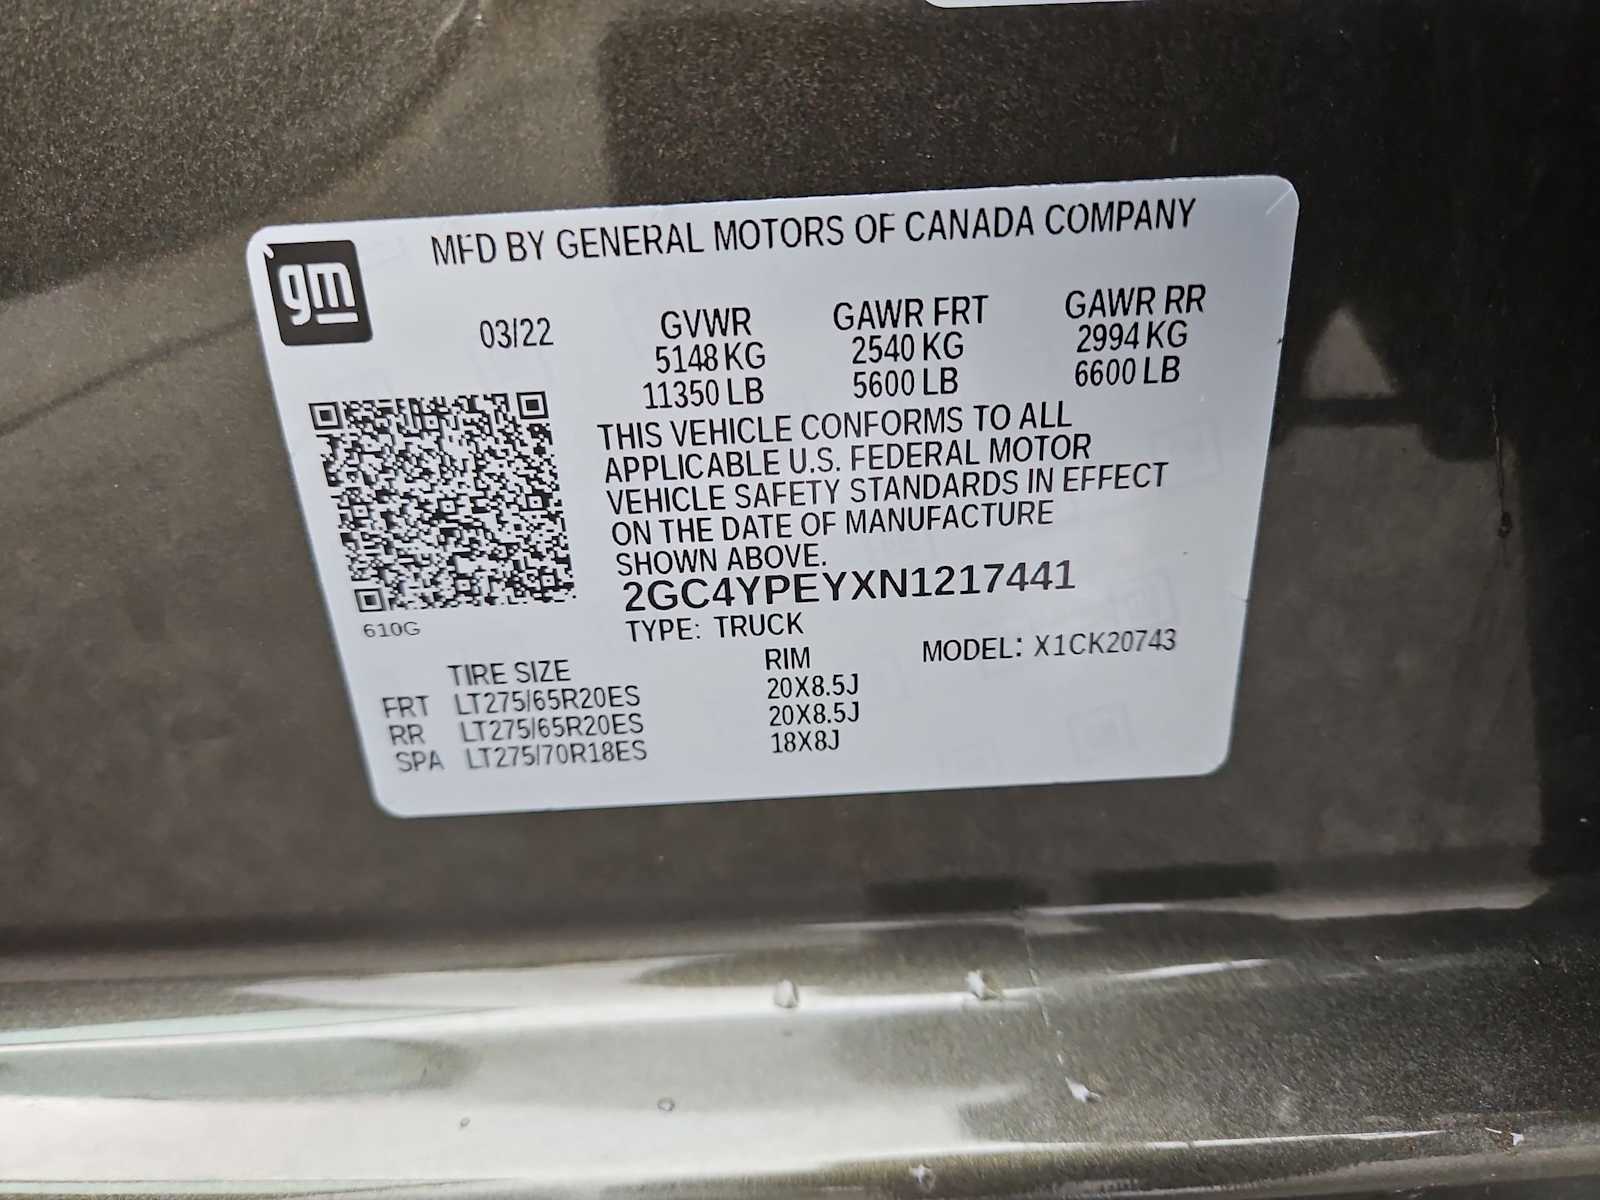 gm
MFD BY GENERAL MOTORS OF CANADA COMPANY
03/22
GVWR
5148 KG
11350 LB
GAWR FRT
2540 KG
5600 LB
GAWR RR
2994 KG
6600 LB
THIS VEHICLE CONFORMS TO ALL
APPLICABLE U.S. FEDERAL MOTOR
VEHICLE SAFETY STANDARDS IN EFFECT
ON THE DATE OF MANUFACTURE
SHOWN ABOVE.
2GC4YPEYXN1217441
610G
TYPE: TRUCK
MODEL: X1CK20743
TIRE SIZE RIM
FRT LT275/65R20ES 20X8.5J
RR LT275/65R20ES 20X8.5J
SPA LT275/70R18ES 18X8J